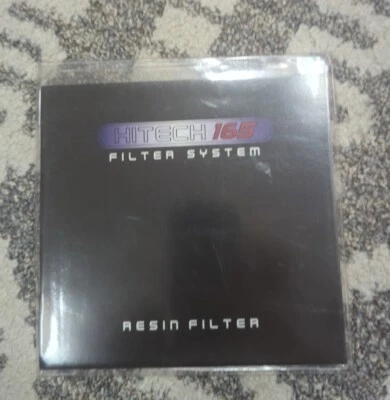 HITECH 165
FILTER SYSTEM
RESIN FILTER